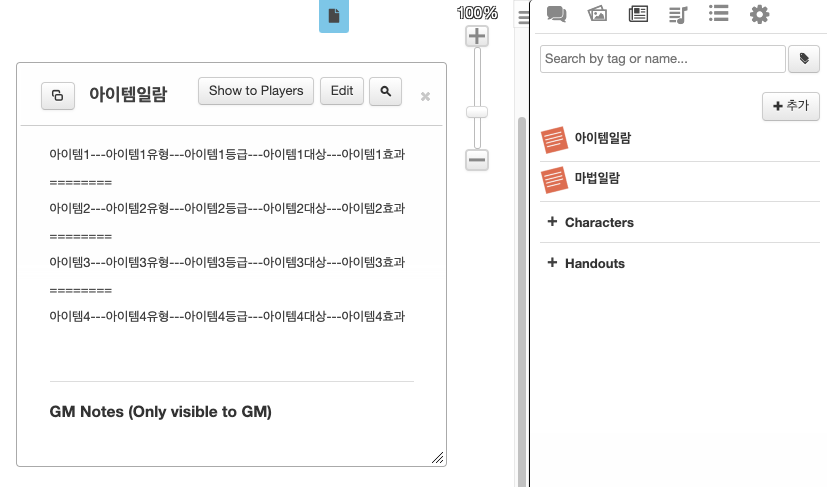 100%
아이템일람
Show to Players
Edit
아이템1---아이템1유형---아이템1등급---아이템1대상---아이템1효과
========
아이템2---아이템2유형---아이템2등급---아이템2대상---아이템2효과
========
아이템3---아이템3유형---아이템3등급---아이템3대상---아이템3효과
========
아이템4---아이템4유형---아이템4등급---아이템4대상---아이템4효과
GM Notes (Only visible to GM)
Search by tag or name...
+ 추가
아이템일람
마법일람
+ Characters
+ Handouts